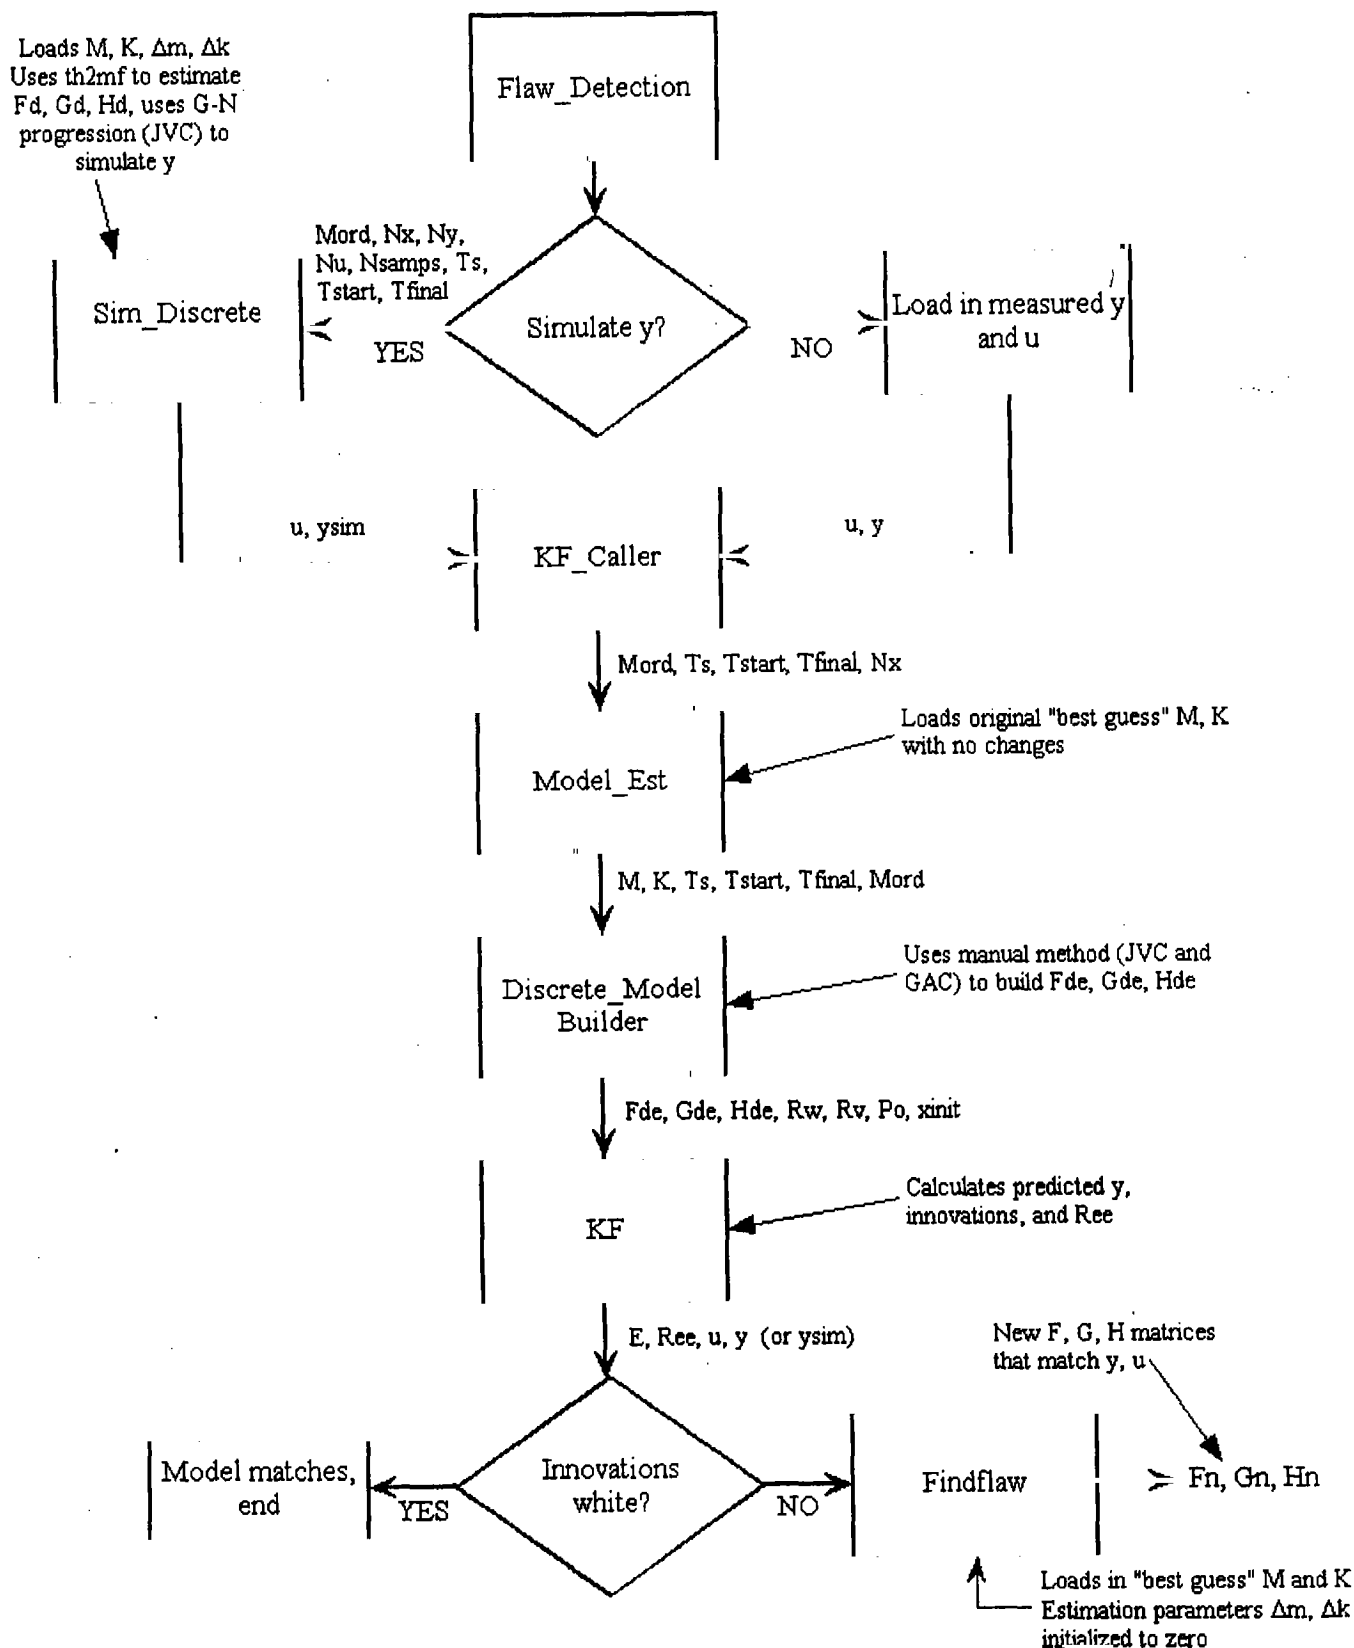 Loads M, K, Δm, Δk
Uses th2mf to estimate
Fd, Gd, Hd, uses G-N
progression (JVC) to
simulate y
Flaw_Detection
Mord, Nx, Ny,
Nu, Nsamps, Ts,
Tstart, Tfinal
Sim_Discrete
YES
Simulate y?
NO
Load in measured y
and u
u, ysim
KF_Caller
u, y
Mord, Ts, Tstart, Tfinal, Nx
Loads original "best guess" M, K
with no changes
Model_Est
M, K, Ts, Tstart, Tfinal, Mord
Uses manual method (JVC and
GAC) to build Fde, Gde, Hde
Discrete_Model
Builder
Fde, Gde, Hde, Rw, Rv, Po, xinit
Calculates predicted y,
innovations, and Ree
KF
E, Ree, u, y (or ysim)
New F, G, H matrices
that match y, u
Model matches,
end
YES
Innovations
white?
NO
Findflaw
Fn, Gn, Hn
Loads in "best guess" M and K
Estimation parameters Δm, Δk
initialized to zero